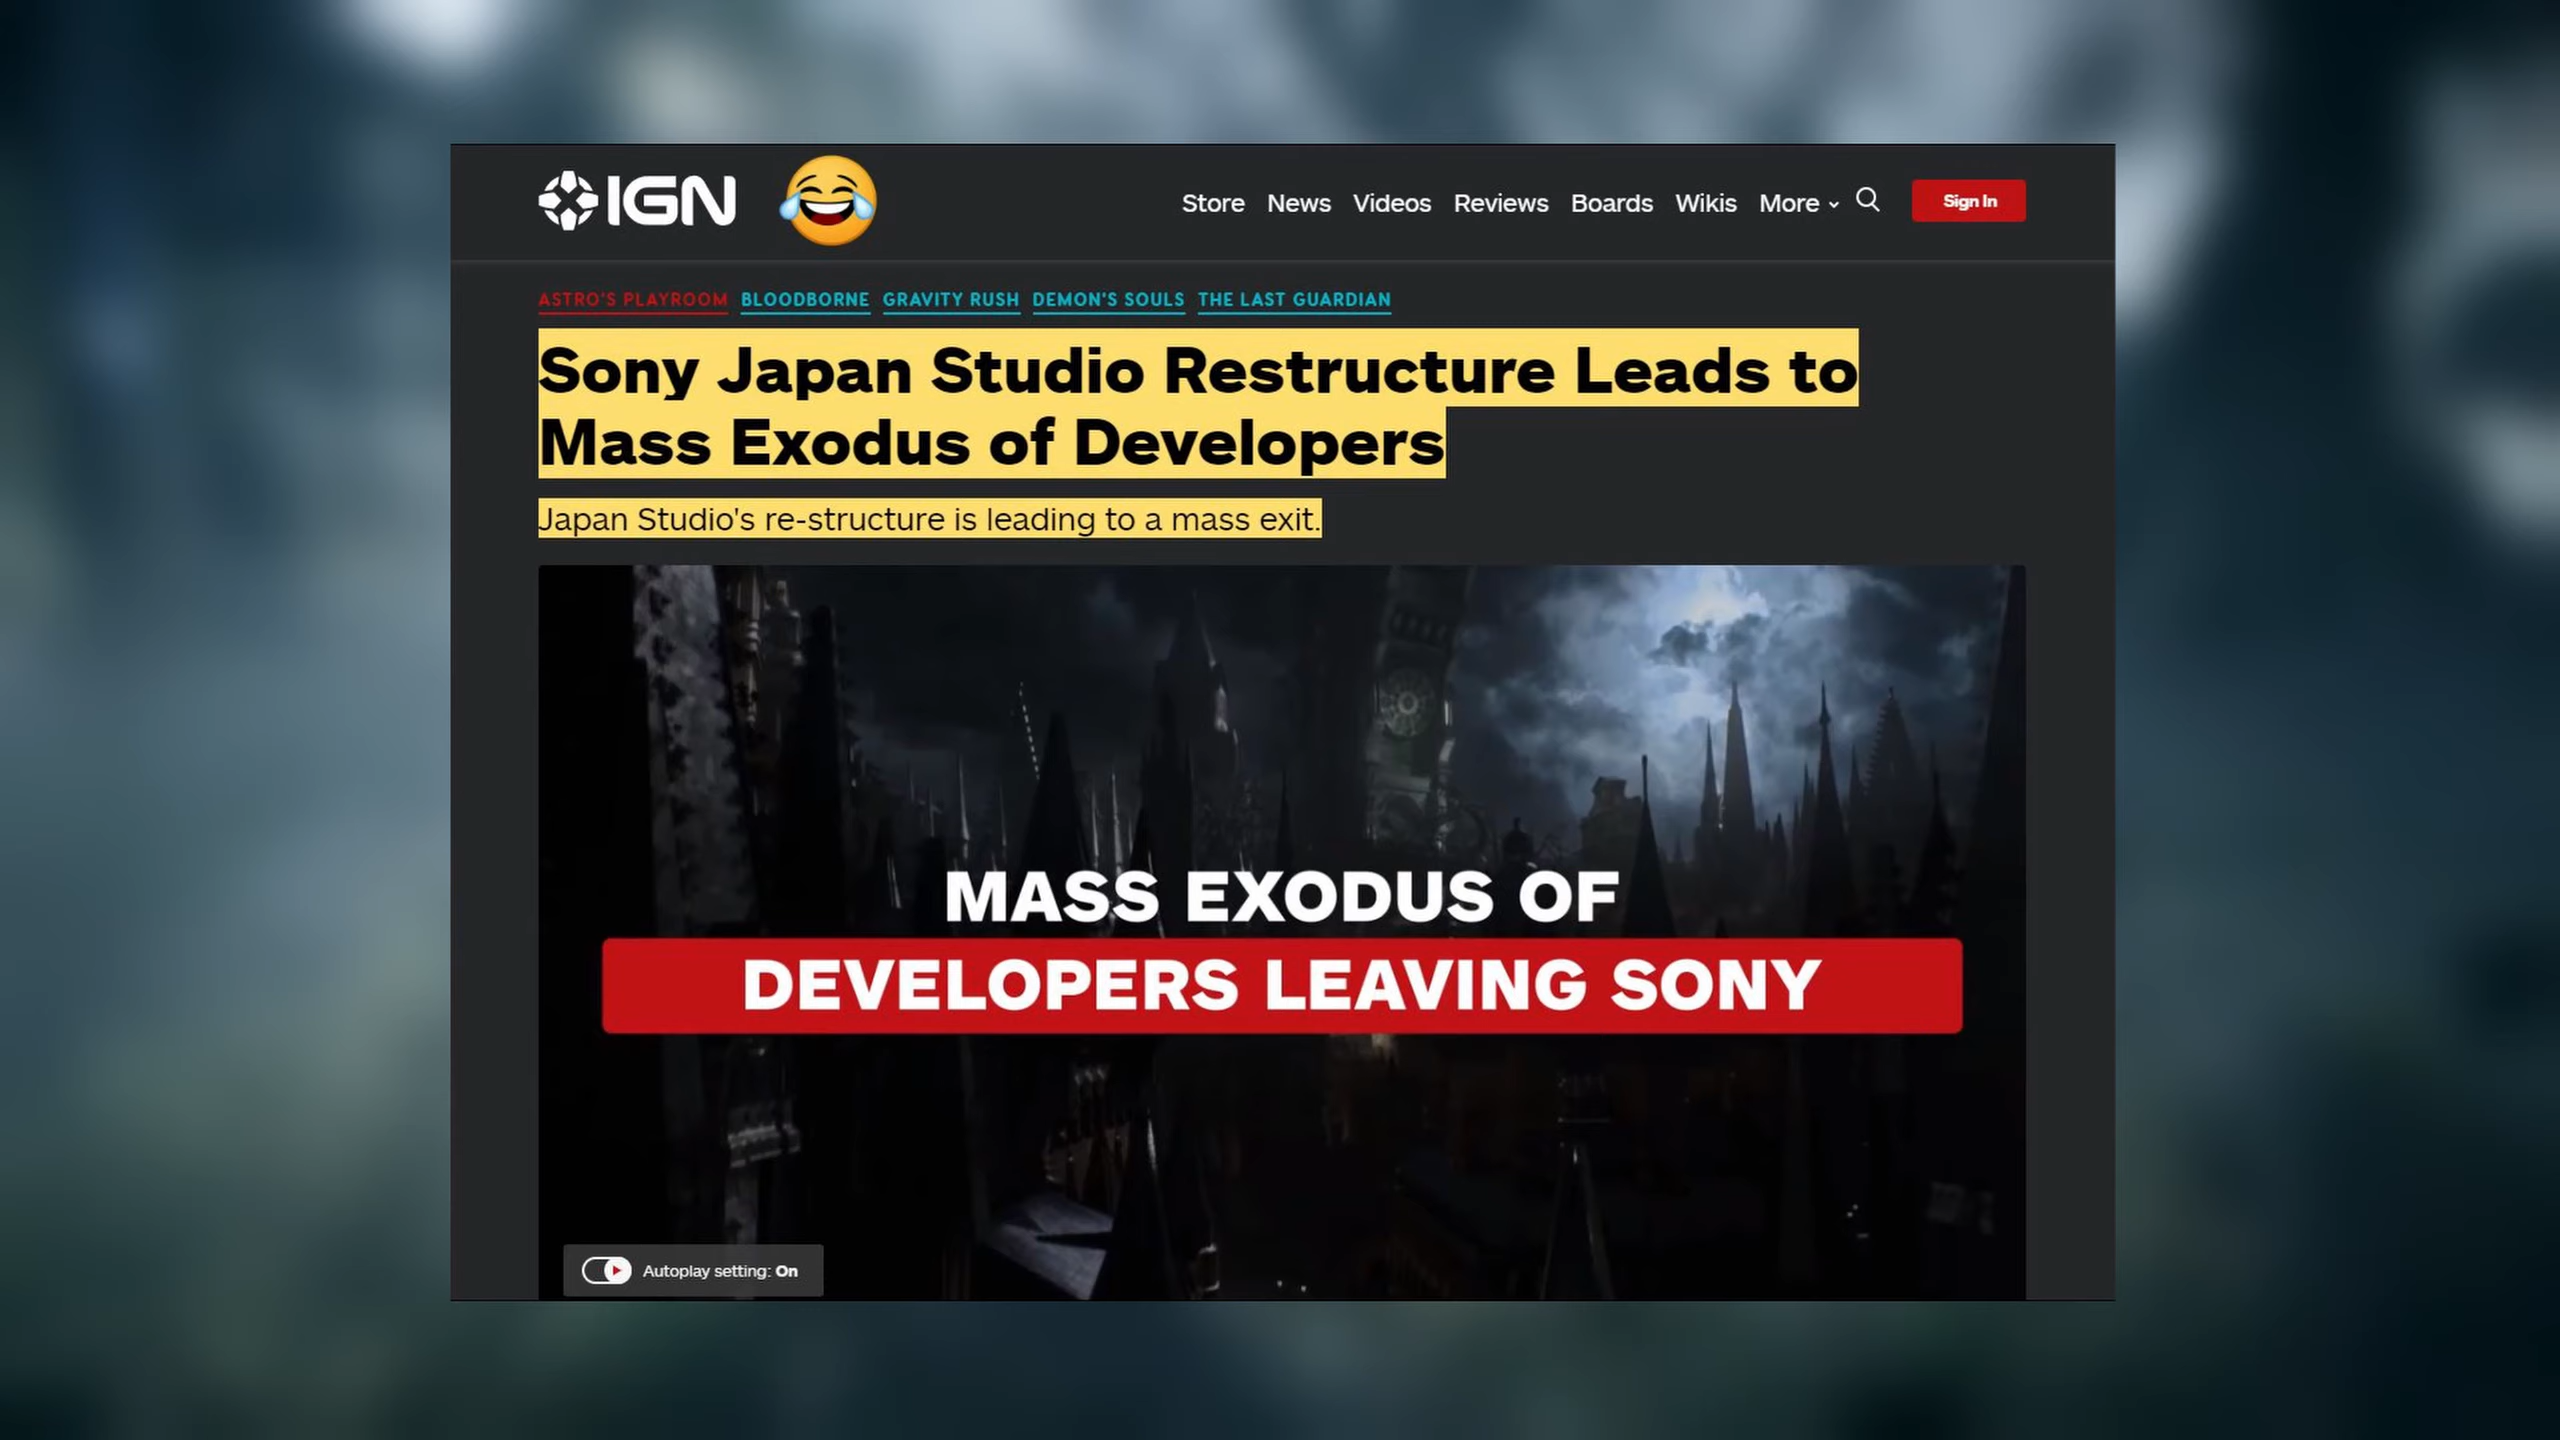 IGN
Store News Videos Reviews Boards Wikis More Sign In
ASTRO'S PLAYROOM BLOODBORNE GRAVITY RUSH DEMON'S SOULS THE LAST GUARDIAN
Sony Japan Studio Restructure Leads to
Mass Exodus of Developers
Japan Studio's re-structure is leading to a mass exit.
MASS EXODUS OF
DEVELOPERS LEAVING SONY
Autoplay setting: On